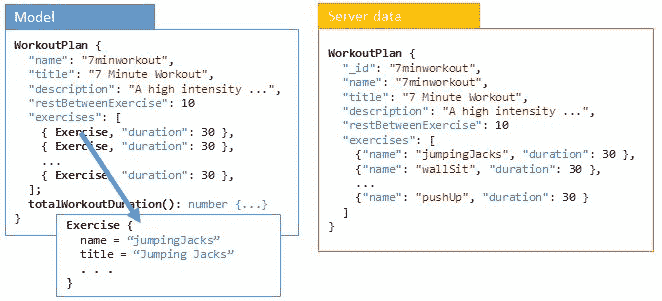 Model
WorkoutPlan {
"name": "7minworkout",
"title": "7 Minute Workout",
"description": "A high intensity ...",
"restBetweenExercise": 10
"exercises": [
{ Exercise, "duration": 30 },
{ Exercise, "duration": 30 },
...
{ Exercise, "duration": 30 },
];
totalWorkoutDuration(): number {...}
}
Exercise {
name = “jumpingJacks”
title = “Jumping Jacks”
. . .
}
Server data
WorkoutPlan {
"_id": "7minworkout",
"name": "7minworkout",
"title": "7 Minute Workout",
"description": "A high intensity ...",
"restBetweenExercise": 10
"exercises": [
{"name": "jumpingJacks", "duration": 30 },
{"name": "wallSit", "duration": 30 },
...
{"name": "pushUp", "duration": 30 }
]
}